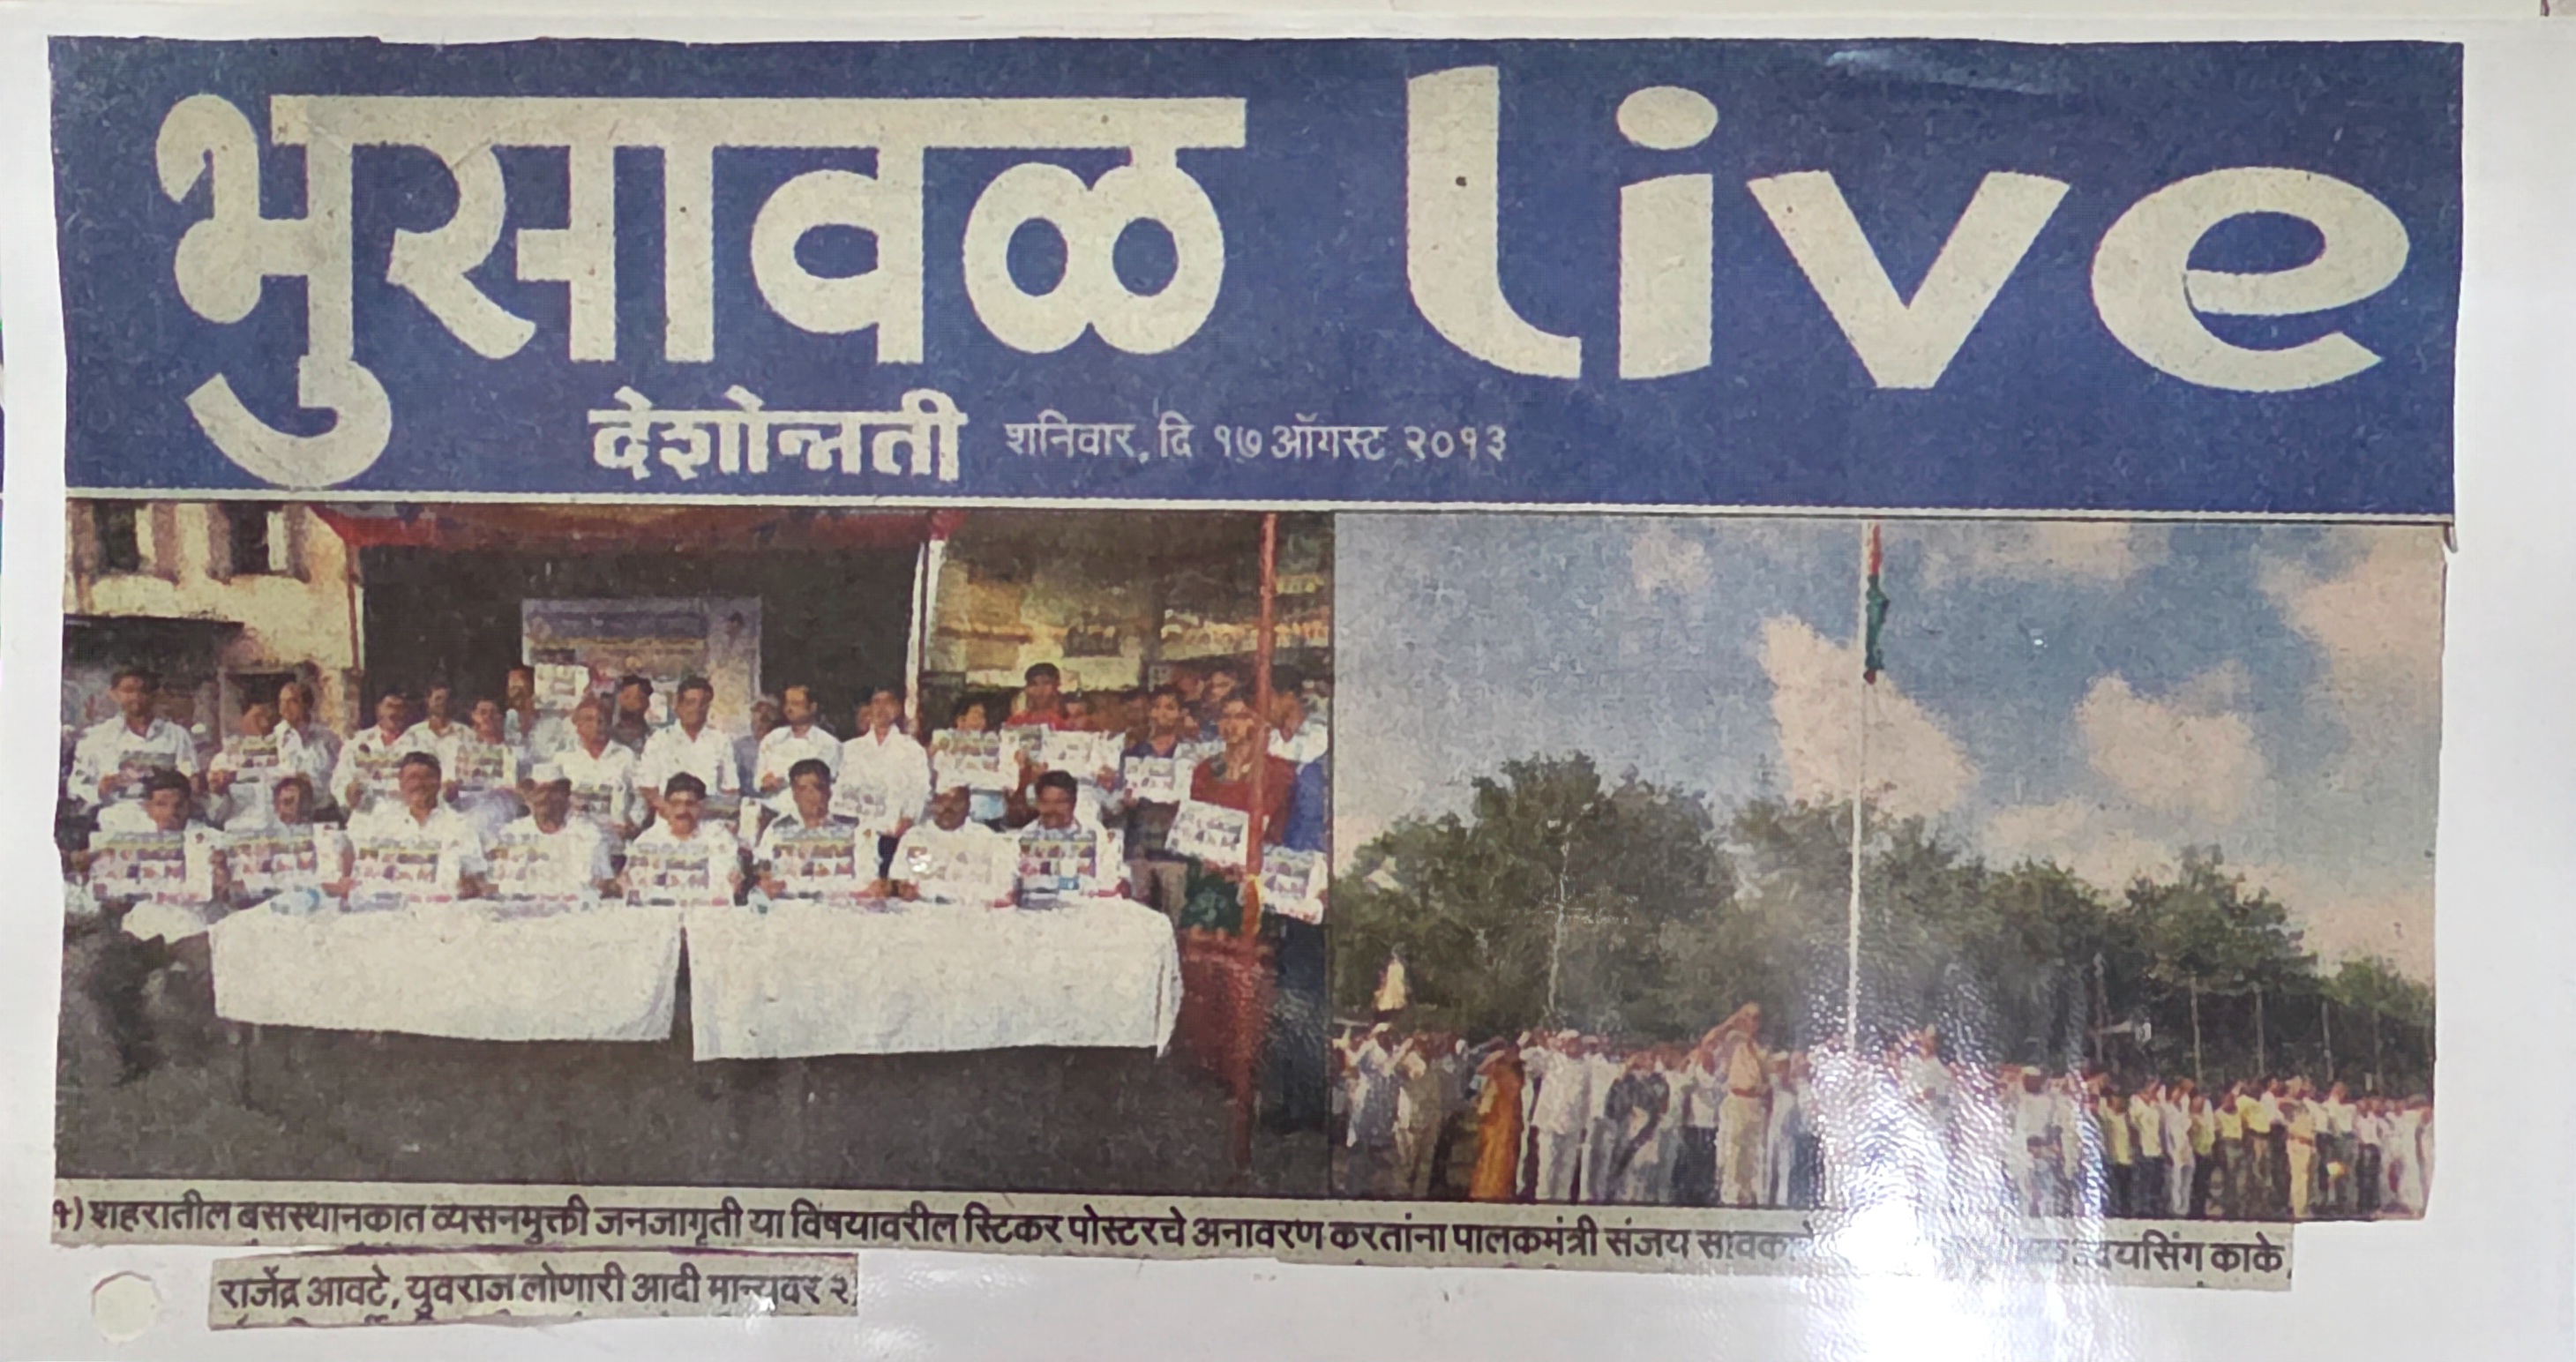 भुसावळ live
देशोन्नती शनिवार, दि १७ ऑगस्ट २०१३
१) शहरातील बसस्थानकात व्यसनमुक्ती जनजागृती या विषयावरील स्टिकर पोस्टरचे अनावरण करतांना पालकमंत्री संजय काके,
राजेंद्र आवटे, युवराज लोणारी आदी मान्यवर २)